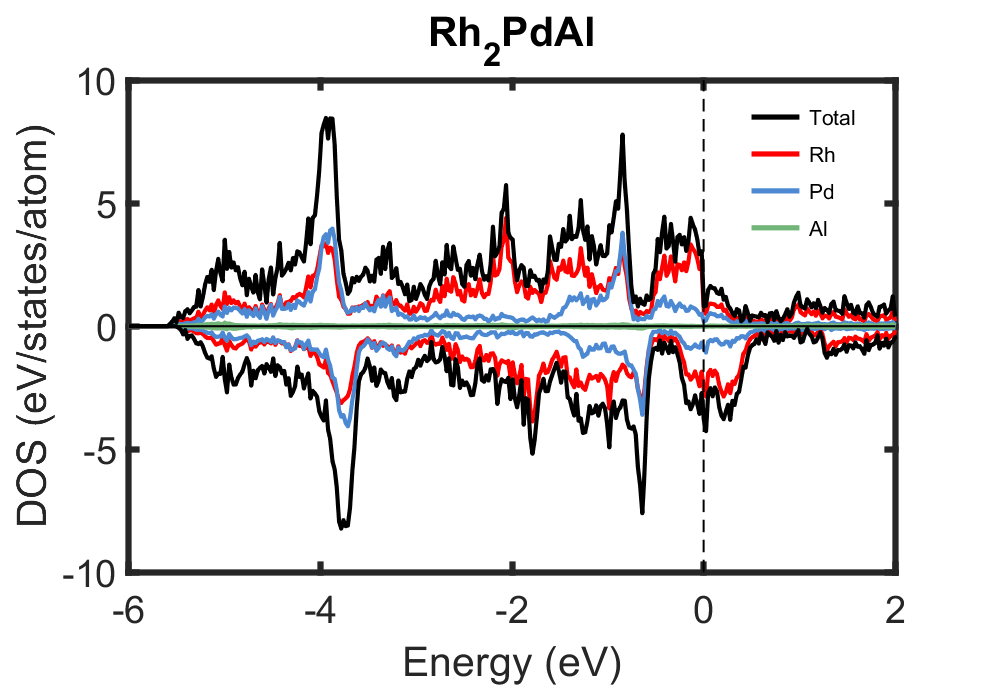 Rh₂PdAl
DOS (eV/states/atom)
10
5
0
-5
-10
Total
Rh
Pd
Al
-6
-4
-2
0
2
Energy (eV)